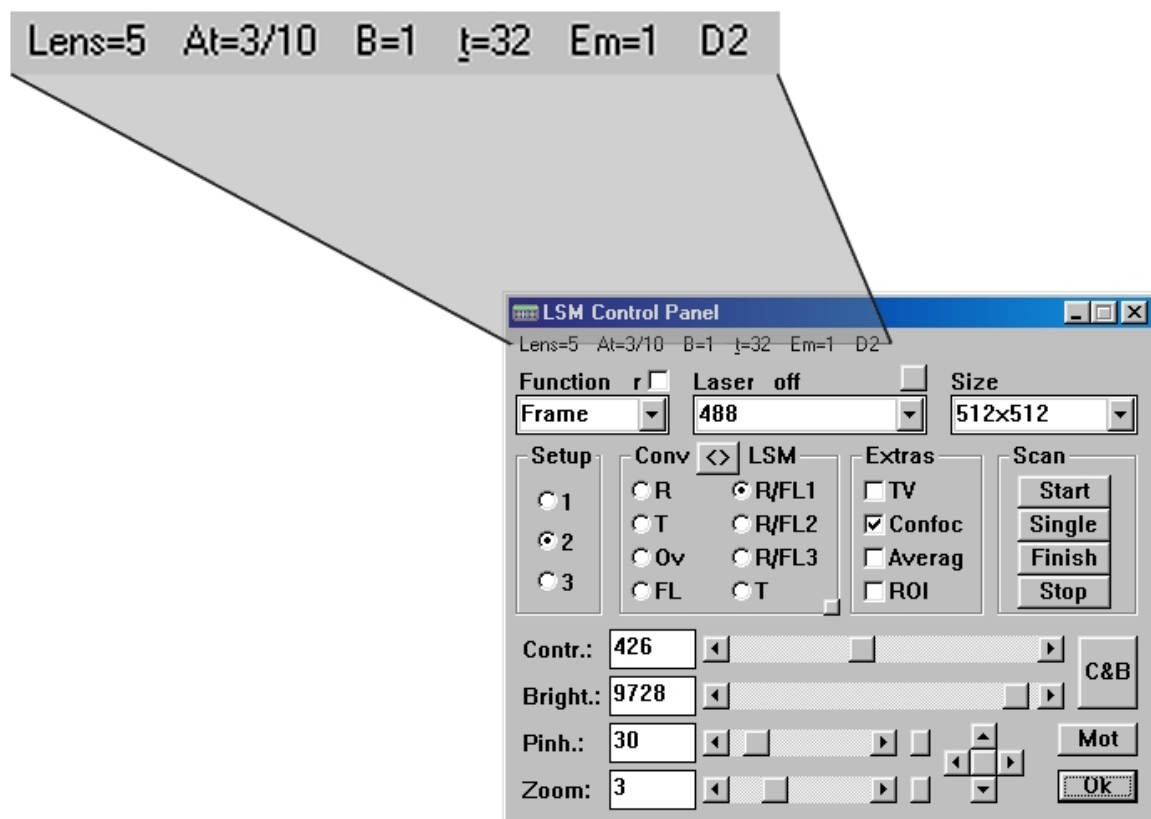 Lens=5 At=3/10 B=1 t=32 Em=1 D2
LSM Control Panel
Lens=5 At=3/10 B=1 t=32 Em=1 D2
Function r Laser off Size
Frame 488 512x512
Setup Conv <> LSM Extras Scan
1 R R/FL1 TV Start
2 T R/FL2 Confoc Single
3 Ov R/FL3 Averag Finish
FL T ROI Stop
Contr.: 426
C&B
Bright.: 9728
Pinh.: 30 Mot
Zoom: 3 Ok